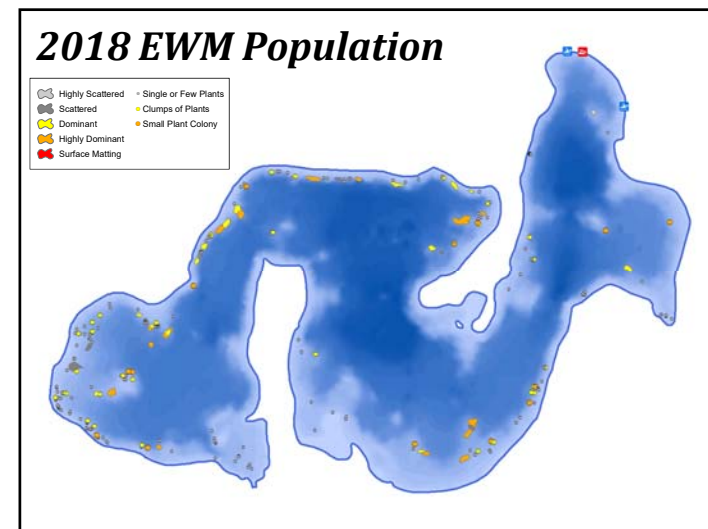 2018 EWM Population
Highly Scattered
Scattered
Dominant
Highly Dominant
Surface Matting
Single or Few Plants
Clumps of Plants
Small Plant Colony